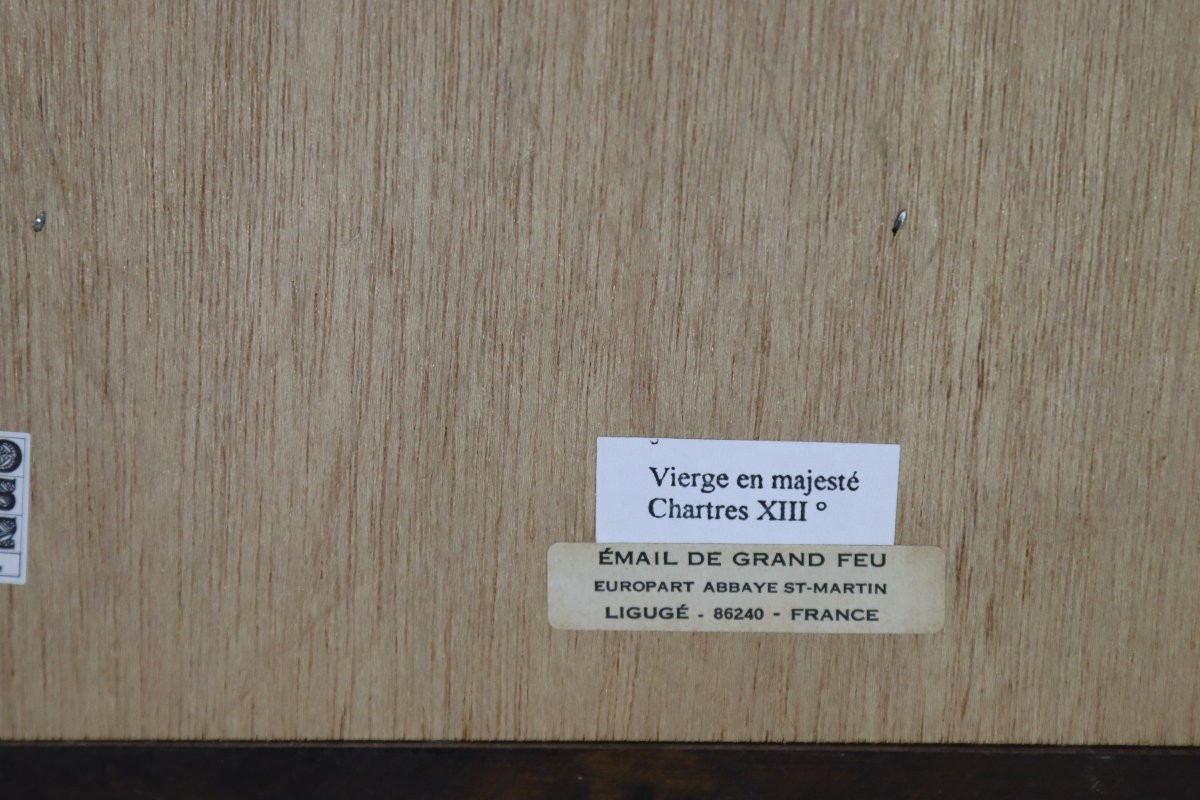 Vierge en majesté
Chartres XIII °
ÉMAIL DE GRAND FEU
EUROPART ABBAYE ST-MARTIN
LIGUGÉ - 86240 - FRANCE